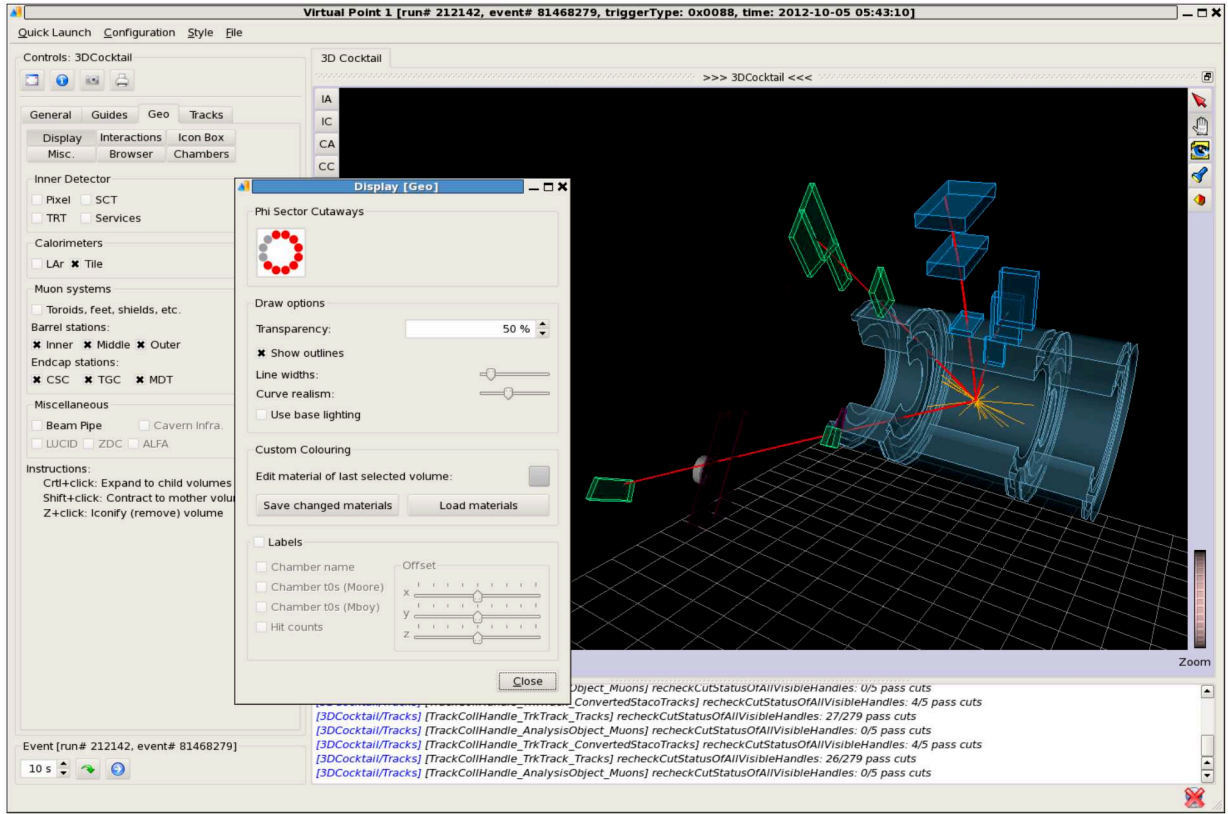 Virtual Point 1 [run# 212142, event# 81468279, triggerType: 0x0088, time: 2012-10-05 05:43:10]
Quick Launch Configuration Style File
Controls: 3DCocktail
General Guides Geo Tracks
Display Interactions Icon Box
Misc. Browser Chambers
Inner Detector
Pixel SCT
TRT Services
Calorimeters
LAr Tile
Muon systems
Toroids, feet, shields, etc.
Barrel stations:
Inner Middle Outer
Endcap stations:
CSC TGC MDT
Miscellaneous
Beam Pipe Cavern Infra.
LUCID ZDC ALFA
Instructions:
Crtl+click: Expand to child volumes
Shift+click: Contract to mother volu
Z+click: Iconify (remove) volume
Event [run# 212142, event# 81468279]
10 s
3D Cocktail
>>> 3DCocktail <<<
IA
IC
CA
CC
Zoom
Display [Geo]
Phi Sector Cutaways
Draw options
Transparency: 50 %
Show outlines
Line widths:
Curve realism:
Use base lighting
Custom Colouring
Edit material of last selected volume:
Save changed materials Load materials
Labels
Chamber name
Chamber t0s (Moore)
Chamber t0s (Mboy)
Hit counts
Offset
x
y
z
Close
Object_Muons] recheckCutStatusOfAllVisibleHandles: 0/5 pass cuts
[3DCocktail/Tracks] [TrackCollHandle_TrkTrack_ConvertedStacoTracks] recheckCutStatusOfAllVisibleHandles: 4/5 pass cuts
[3DCocktail/Tracks] [TrackCollHandle_TrkTrack_Tracks] recheckCutStatusOfAllVisibleHandles: 27/279 pass cuts
[3DCocktail/Tracks] [TrackCollHandle_AnalysisObject_Muons] recheckCutStatusOfAllVisibleHandles: 0/5 pass cuts
[3DCocktail/Tracks] [TrackCollHandle_TrkTrack_ConvertedStacoTracks] recheckCutStatusOfAllVisibleHandles: 4/5 pass cuts
[3DCocktail/Tracks] [TrackCollHandle_TrkTrack_Tracks] recheckCutStatusOfAllVisibleHandles: 26/279 pass cuts
[3DCocktail/Tracks] [TrackCollHandle_AnalysisObject_Muons] recheckCutStatusOfAllVisibleHandles: 0/5 pass cuts